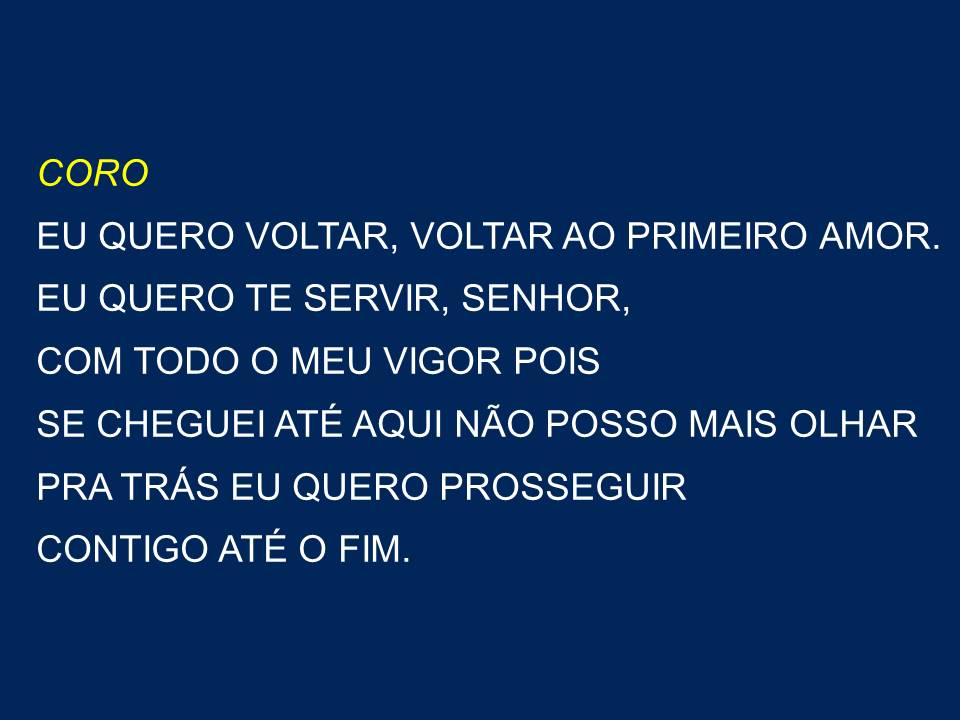 CORO
EU QUERO VOLTAR, VOLTAR AO PRIMEIRO AMOR.
EU QUERO TE SERVIR, SENHOR,
COM TODO O MEU VIGOR POIS
SE CHEGUEI ATÉ AQUI NÃO POSSO MAIS OLHAR
PRA TRÁS EU QUERO PROSSEGUIR
CONTIGO ATÉ O FIM.